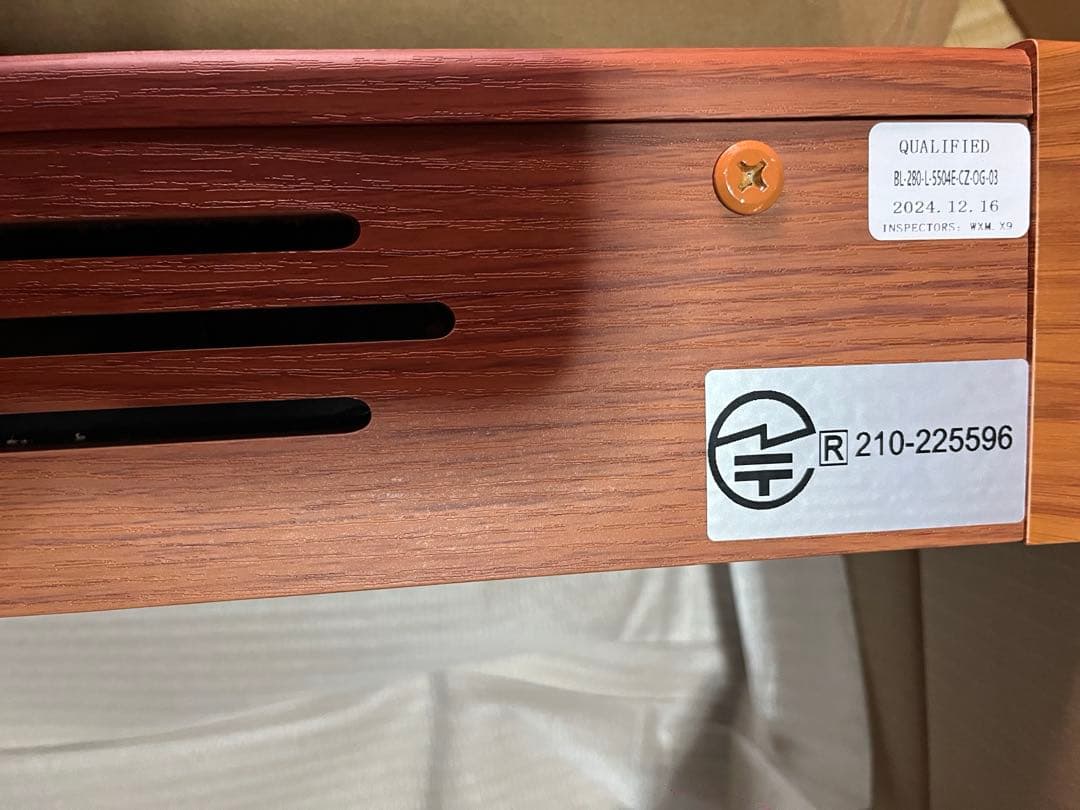 QUALIFIED
BL-280-L-5504E-CZ-OG-03
2024.12.16
INSPECTORS: WXM X9
R 210-225596